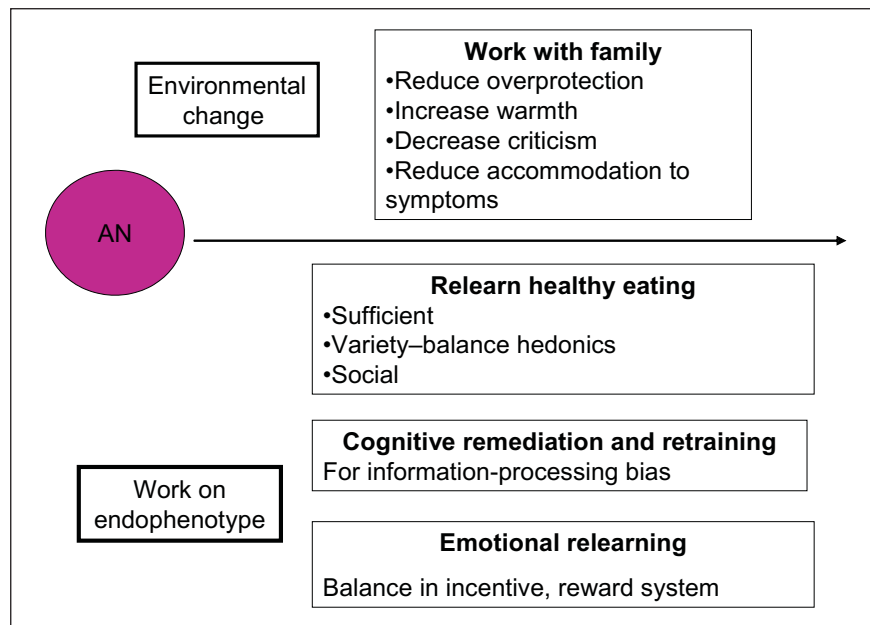 Environmental
change
Work with family
•Reduce overprotection
•Increase warmth
•Decrease criticism
•Reduce accommodation to
symptoms
AN
Relearn healthy eating
•Sufficient
•Variety–balance hedonics
•Social
Cognitive remediation and retraining
For information-processing bias
Work on
endophenotype
Emotional relearning
Balance in incentive, reward system